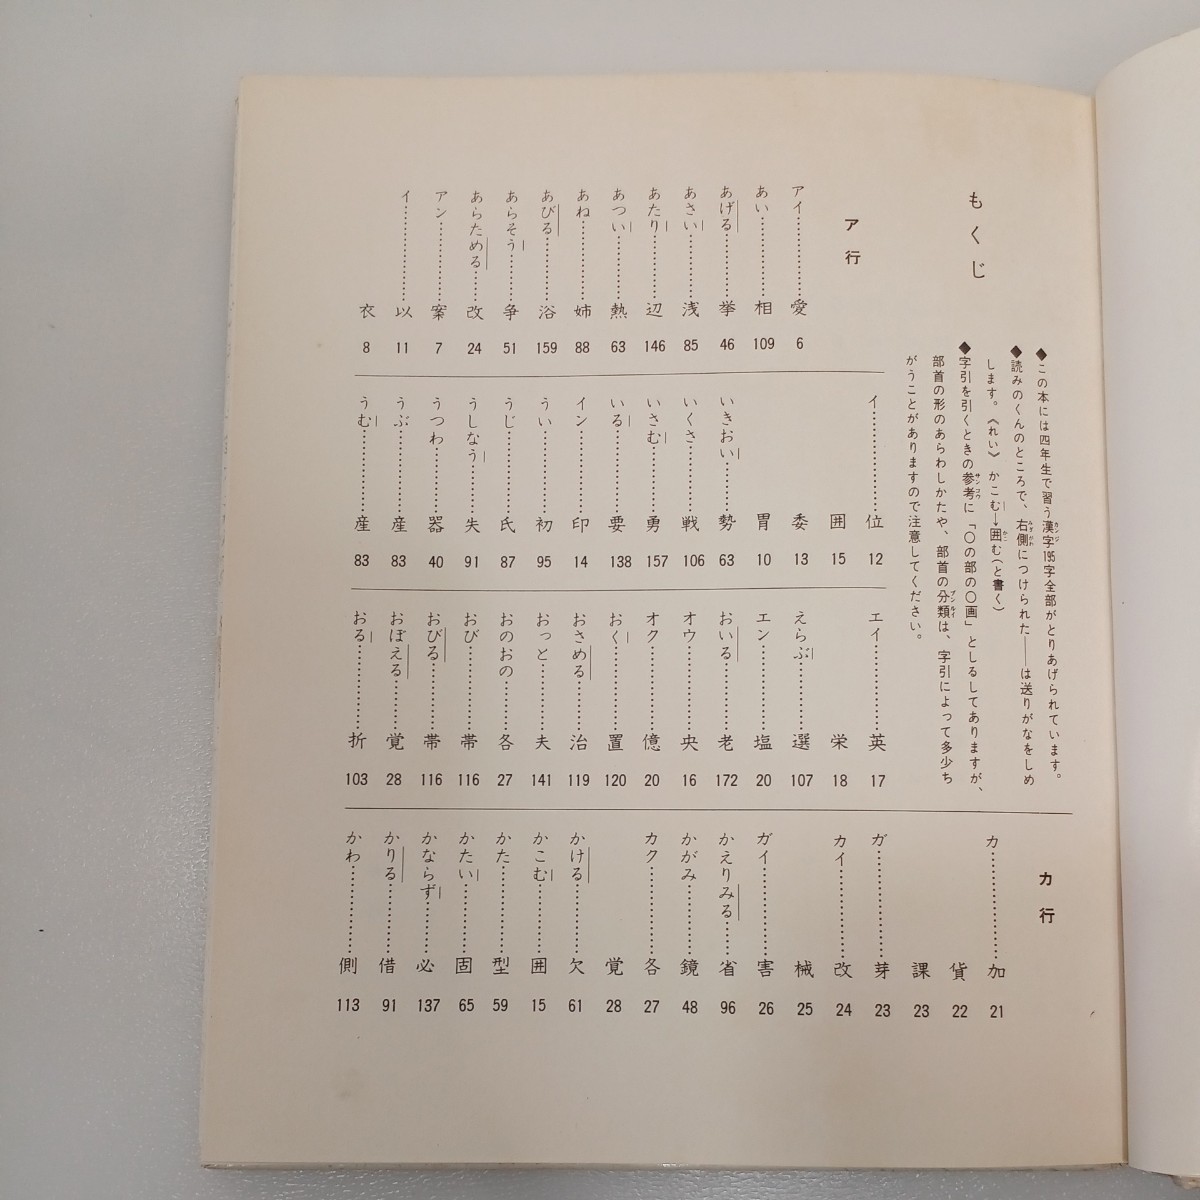 もくじ
◆この本には四年生で習う漢字195字全部がとりあげられています。
◆読みのくんのところで、右側につけられた――は送りがなをしめ
します。《れい》 かこむ→囲む(と書く)
◆字引を引くときの参考に「○の部の○画」としるしてありますが、
部首の形のあらわしかたや、部首の分類は、字引によって多少ち
がうことがありますので注意してください。
ア行
アイ…………愛 6
あい…………相 109
あげる…………挙 46
あさい…………浅 85
あたり…………辺 146
あつい…………熱 63
あね…………姉 88
あびる…………浴 159
あらそう…………争 51
あらためる……改 24
アン…………案 7
イ…………以 11
衣 8
イ…………位 12
囲 15
委 13
胃 10
いきおい…………勢 63
いくさ…………戦 106
いさむ…………勇 157
いる…………要 138
イン…………印 14
うい…………初 95
うじ…………氏 87
うしなう…………失 91
うつわ…………器 40
うぶ…………産 83
うむ…………産 83
エイ…………英 17
栄 18
えらぶ…………選 107
エン…………塩 20
おいる…………老 172
オウ…………央 16
オク…………億 20
おく…………置 120
おさめる…………治 119
おっと…………夫 141
おのおの…………各 27
おび…………帯 116
おびる…………帯 116
おぼえる…………覚 28
おる…………折 103
カ行
カ…………加 21
貨 22
課 23
ガ…………芽 23
カイ…………改 24
械 25
ガイ…………害 26
かえりみる……省 96
かがみ…………鏡 48
カク…………各 27
覚 28
かける…………欠 61
かこむ…………囲 15
かた…………型 59
かたい…………固 65
かならず…………必 137
かりる…………借 91
かわ…………側 113